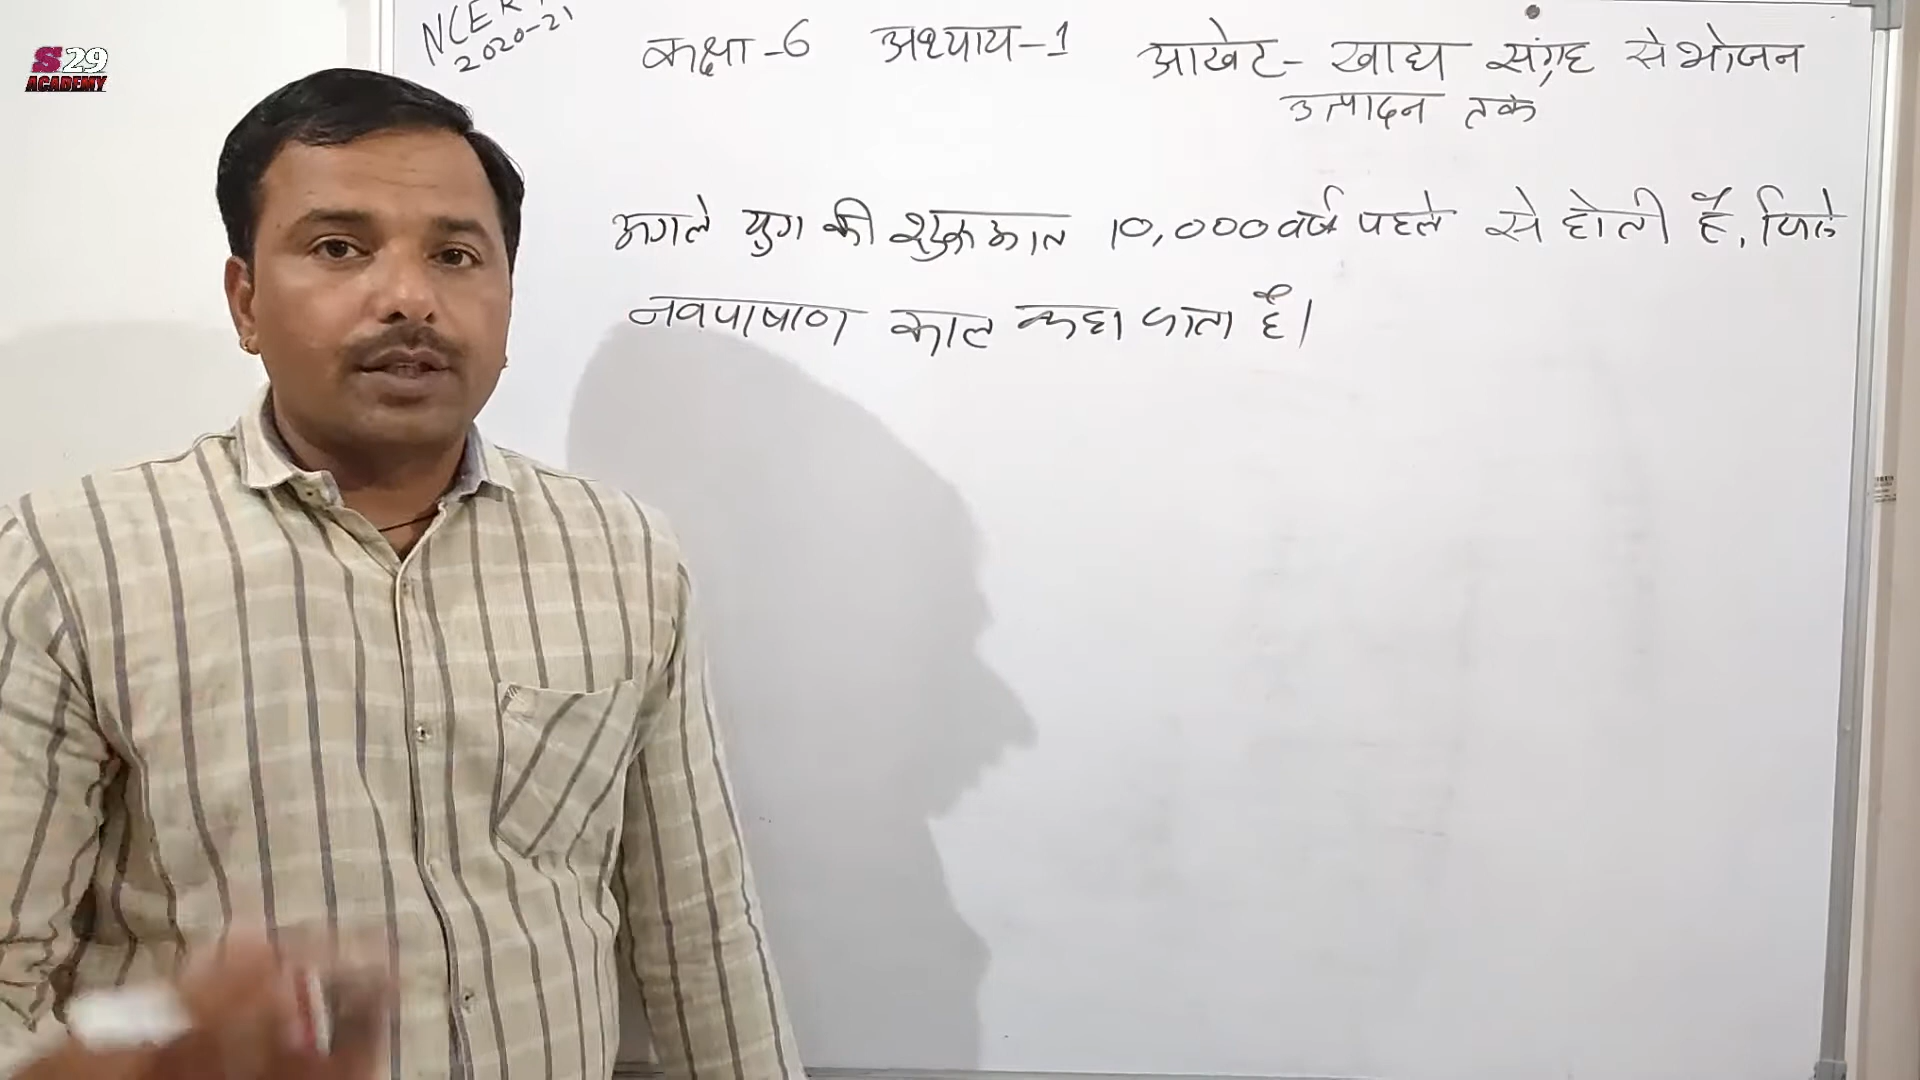 S29
ACADEMY
NCER
2020-21
कक्षा-6 अध्याय-1 आखेट-खाद्य संग्रह से भोजन
उत्पादन तक
अगले युग की शुरुआत 10,000 वर्ष पहले से होती है, जिसे
नवपाषाण काल कहा जाता है।